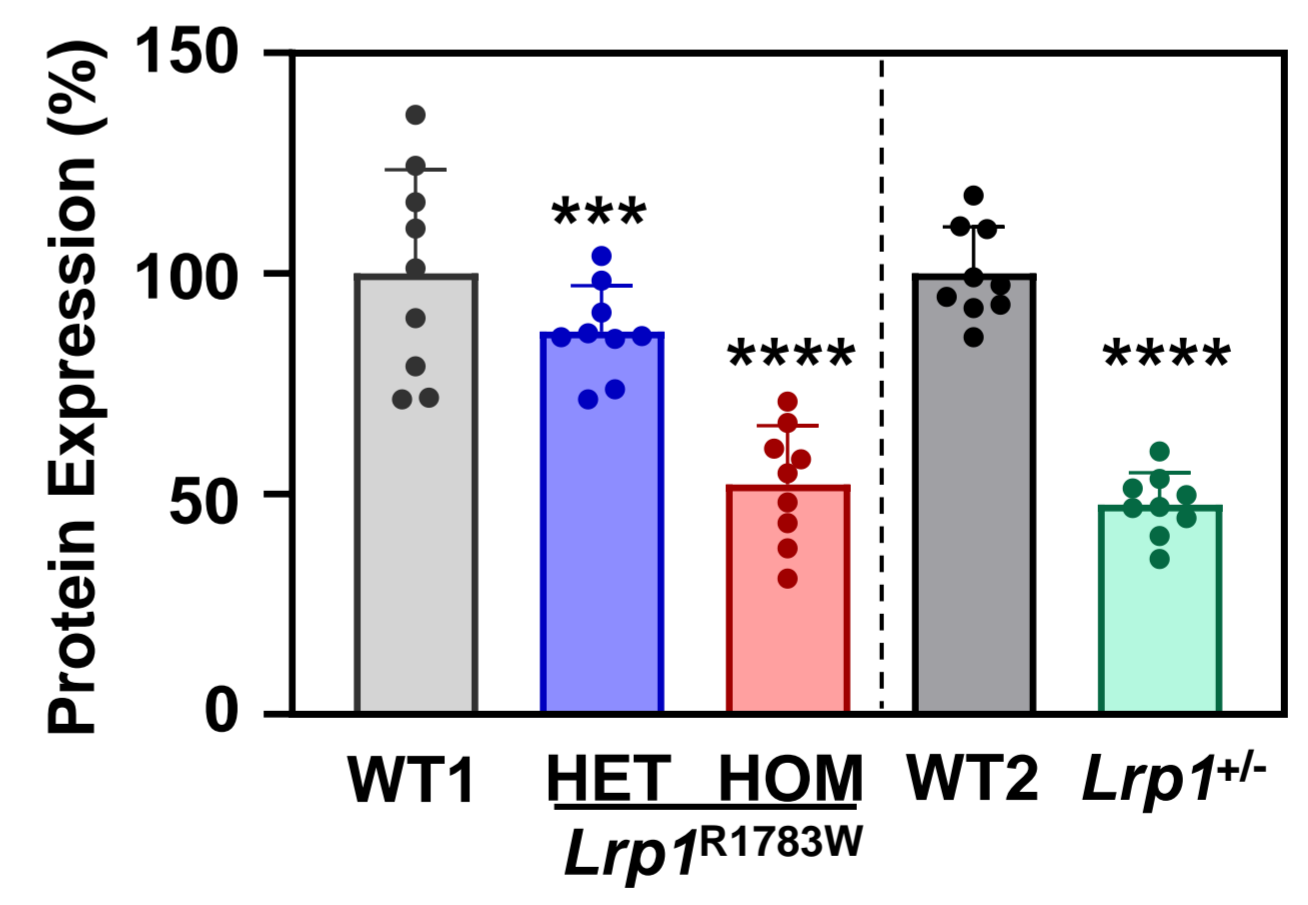 Protein Expression (%)
150
100
50
0
***
****
****
WT1 HET HOM WT2 Lrp1+/-
Lrp1R1783W